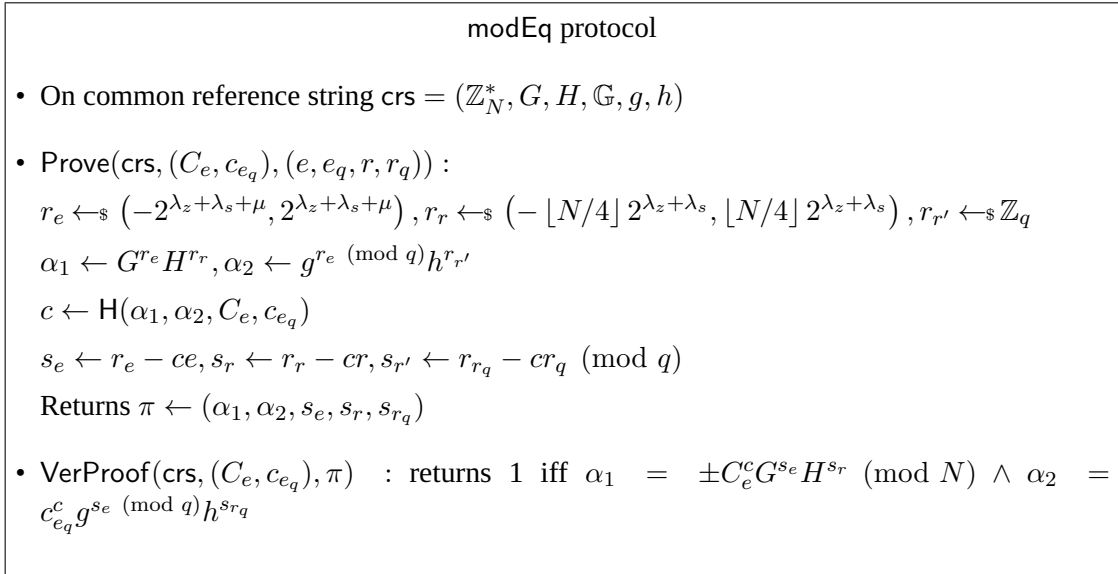 modEq protocol
• On common reference string crs = (ℤ*_N, G, H, 𝔾, g, h)
• Prove(crs, (C_e, c_{e_q}), (e, e_q, r, r_q)) :
r_e ←$ (−2^{λ_z+λ_s+μ}, 2^{λ_z+λ_s+μ}), r_r ←$ (−⌊N/4⌋ 2^{λ_z+λ_s}, ⌊N/4⌋ 2^{λ_z+λ_s}), r_{r′} ←$ ℤ_q
α_1 ← G^{r_e} H^{r_r}, α_2 ← g^{r_e (mod q)} h^{r_{r′}}
c ← H(α_1, α_2, C_e, c_{e_q})
s_e ← r_e − ce, s_r ← r_r − cr, s_{r′} ← r_{r_q} − cr_q (mod q)
Returns π ← (α_1, α_2, s_e, s_r, s_{r_q})
• VerProof(crs, (C_e, c_{e_q}), π) : returns 1 iff α_1 = ±C_e^c G^{s_e} H^{s_r} (mod N) ∧ α_2 =
c_{e_q}^c g^{s_e (mod q)} h^{s_{r_q}}